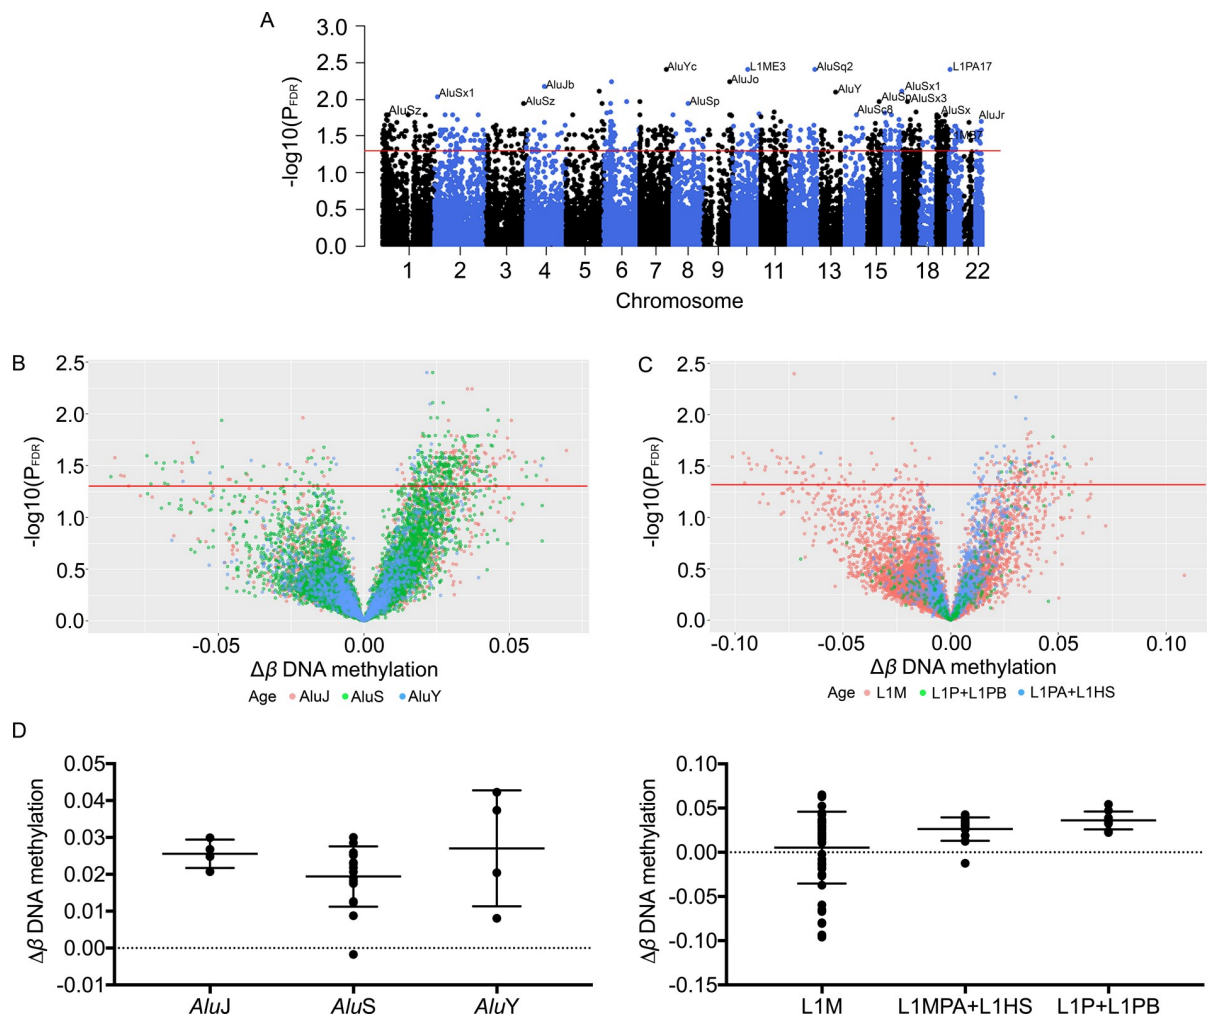 A
-log10(PFDR)
3.0
2.5
2.0
1.5
1.0
0.5
0.0
AluYc
L1ME3
AluSq2
L1PA17
AluJo
AluJb
AluSx1
AluY
AluSx1
AluSz
AluSp
AluSp
AluSx3
AluSz
AluSc8
AluSx
AluJr
1 2 3 4 5 6 7 8 9 11 13 15 18 22
Chromosome
B
-log10(PFDR)
2.5
2.0
1.5
1.0
0.5
0.0
-0.05 0.00 0.05
Δβ DNA methylation
Age AluJ AluS AluY
C
-log10(PFDR)
2.5
2.0
1.5
1.0
0.5
0.0
-0.10 -0.05 0.00 0.05 0.10
Δβ DNA methylation
Age L1M L1P+L1PB L1PA+L1HS
D
Δβ DNA methylation
0.05
0.04
0.03
0.02
0.01
0.00
-0.01
AluJ AluS AluY
Δβ DNA methylation
0.10
0.05
0.00
-0.05
-0.10
-0.15
L1M L1MPA+L1HS L1P+L1PB